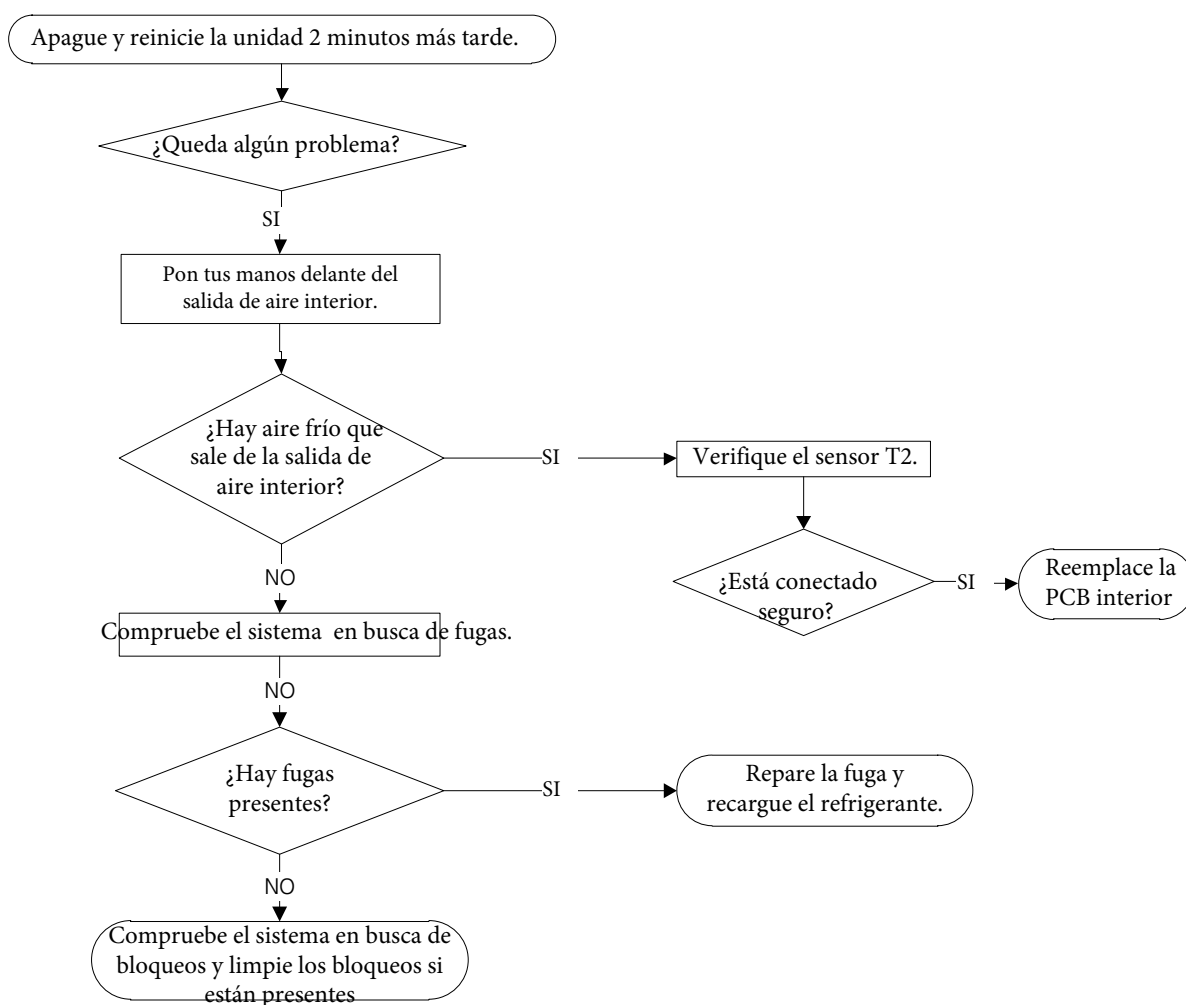 Apague y reinicie la unidad 2 minutos más tarde.
¿Queda algún problema?
SI
Pon tus manos delante del
salida de aire interior.
¿Hay aire frío que
sale de la salida de
aire interior?
SI
Verifique el sensor T2.
¿Está conectado
seguro?
SI
Reemplace la
PCB interior
NO
Compruebe el sistema en busca de fugas.
NO
¿Hay fugas
presentes?
SI
Repare la fuga y
recargue el refrigerante.
NO
Compruebe el sistema en busca de
bloqueos y limpie los bloqueos si
están presentes